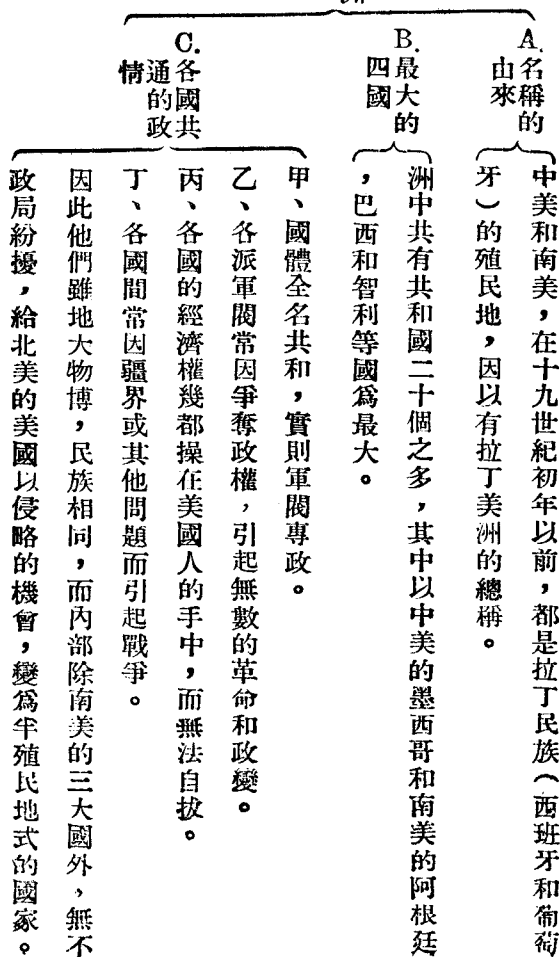 A. 名稱的
由來
中美和南美，在十九世紀初年以前，都是拉丁民族（西班牙和葡萄
牙）的殖民地，因以有拉丁美洲的總稱。
B. 最大的
四國
洲中共有共和國二十個之多，其中以中美的墨西哥和南美的阿根廷
，巴西和智利等國爲最大。
C. 各國共
通的政
情
甲、國體全名共和，實則軍閥專政。
乙、各派軍閥常因爭奪政權，引起無數的革命和政變。
丙、各國的經濟權幾都操在美國人的手中，而無法自拔。
丁、各國間常因疆界或其他問題而引起戰爭。
因此他們雖地大物博，民族相同，而內部除南美的三大國外，無不
政局紛擾，給北美的美國以侵略的機會，變爲半殖民地式的國家。